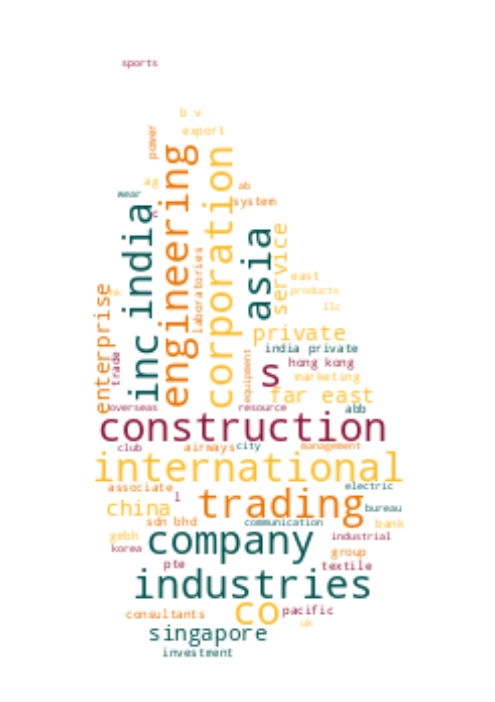 sports
b v
export
power
engineering
corporation
ag
ab
wear
system
inc india
c
asia
service
laboratories
east
enterprise
hk
products
llc
private
india private
trade
equipment
s
hong kong
marketing
far east
overseas
resource
abb
construction
club
airways
city
management
international
associate
electric
l
trading
china
bureau
sdn bhd
communication
bank
company
gmbh
industrial
korea
group
pte
textile
industries
co
pacific
consultants
uk
singapore
investment